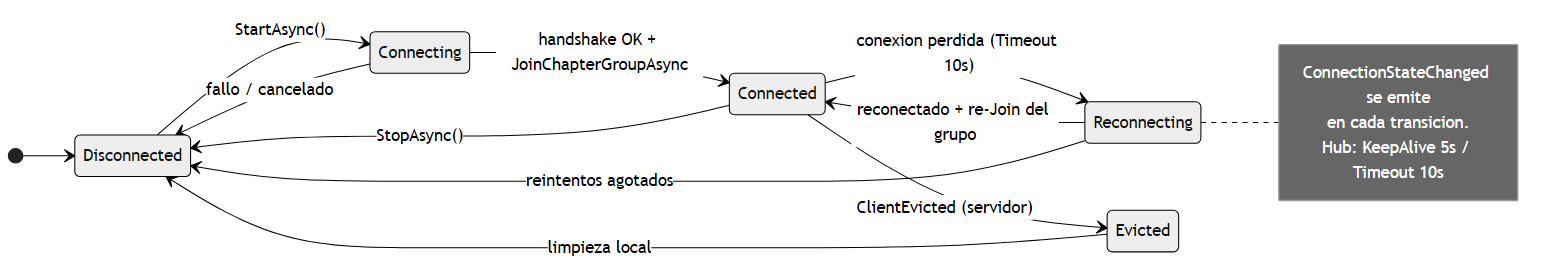 StartAsync()
Connecting
fallo / cancelado
handshake OK +
JoinChapterGroupAsync
conexion perdida (Timeout
10s)
Connected
reconectado + re-Join del
grupo
Reconnecting
ConnectionStateChanged
se emite
en cada transicion.
Hub: KeepAlive 5s /
Timeout 10s
StopAsync()
Disconnected
reintentos agotados
ClientEvicted (servidor)
Evicted
limpieza local